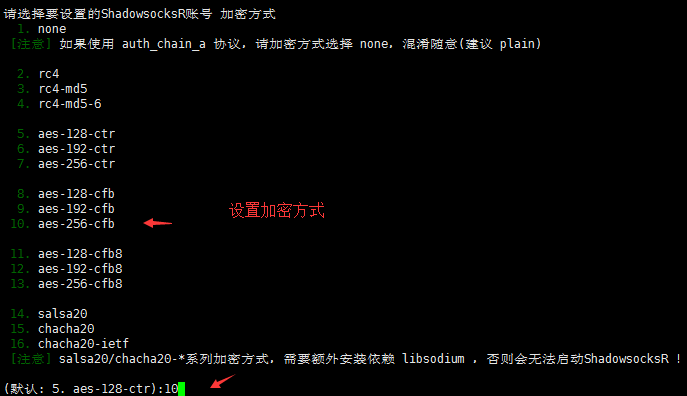 请选择要设置的ShadowsocksR账号 加密方式
1. none
[注意] 如果使用 auth_chain_a 协议, 请加密方式选择 none, 混淆随意(建议 plain)
2. rc4
3. rc4-md5
4. rc4-md5-6
5. aes-128-ctr
6. aes-192-ctr
7. aes-256-ctr
8. aes-128-cfb
9. aes-192-cfb
设置加密方式
10. aes-256-cfb
11. aes-128-cfb8
12. aes-192-cfb8
13. aes-256-cfb8
14. salsa20
15. chacha20
16. chacha20-ietf
[注意] salsa20/chacha20-*系列加密方式, 需要额外安装依赖 libsodium , 否则会无法启动ShadowsocksR !
(默认: 5. aes-128-ctr):10